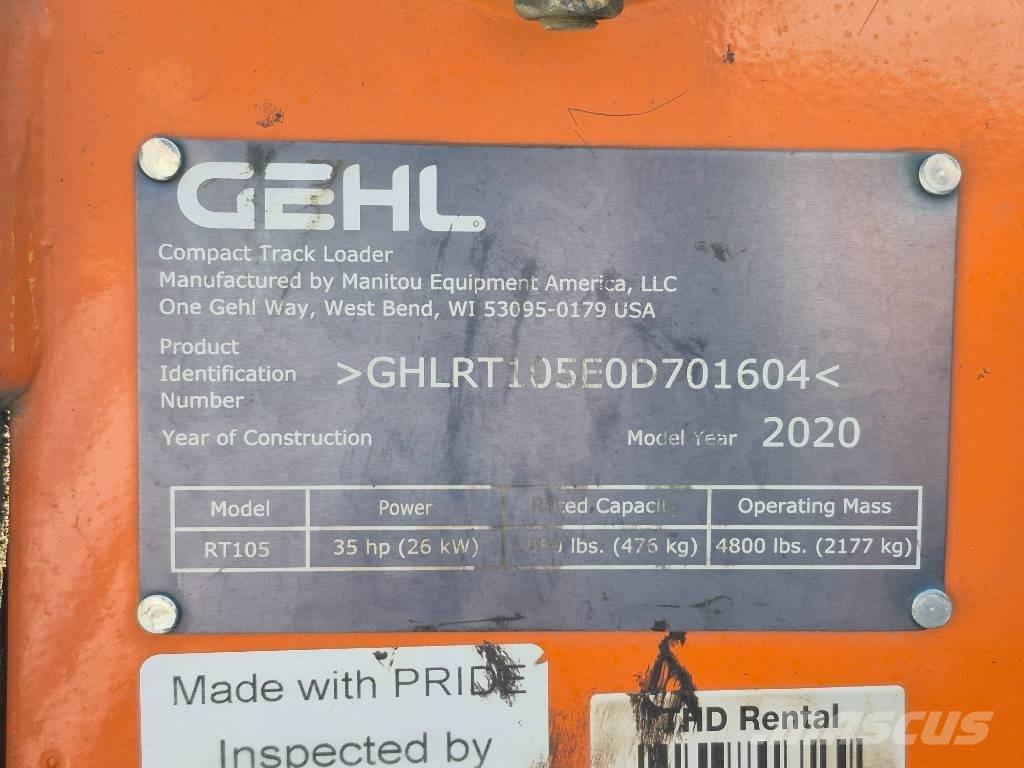 GEHL
Compact Track Loader
Manufactured by Manitou Equipment America, LLC
One Gehl Way, West Bend, WI 53095-0179 USA
Product
Identification
Number
>GHLRT105E0D701604<
Year of Construction
Model Year 2020
Model Power Rated Capacity Operating Mass
RT105 35 hp (26 kW) lbs. (476 kg) 4800 lbs. (2177 kg)
Made with PRIDE
Inspected by
THD Rental
MASCUS